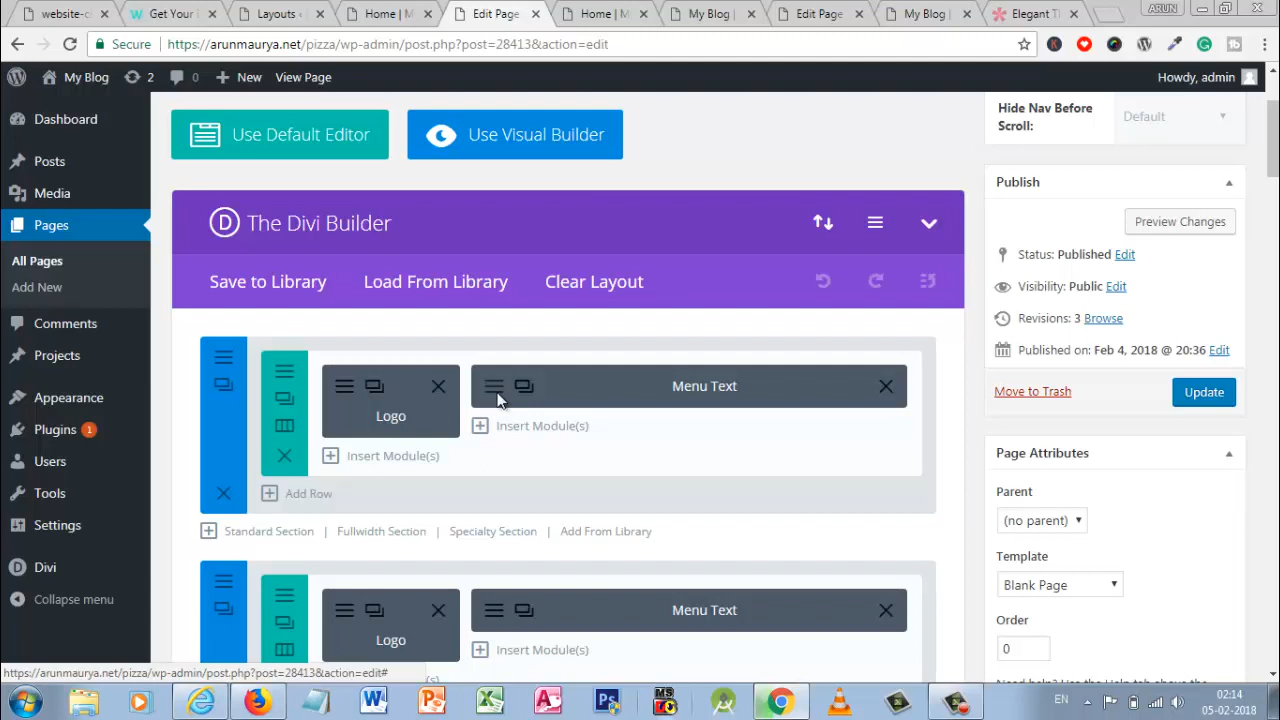 website-c
Get Your i
Layouts ‹
Home | M
Edit Page
Home | M
My Blog |
Edit Page
My Blog |
Elegant T
ARUN
Secure
https://arunmaurya.net/pizza/wp-admin/post.php?post=28413&action=edit
My Blog
2
0
New
View Page
Howdy, admin
Dashboard
Posts
Media
Pages
All Pages
Add New
Comments
Projects
Appearance
Plugins 1
Users
Tools
Settings
Divi
Collapse menu
Use Default Editor
Use Visual Builder
D The Divi Builder
Save to Library
Load From Library
Clear Layout
Logo
Menu Text
Insert Module(s)
Insert Module(s)
Add Row
Standard Section | Fullwidth Section | Specialty Section | Add From Library
Logo
Menu Text
Insert Module(s)
Hide Nav Before
Scroll:
Default
Publish
Preview Changes
Status: Published Edit
Visibility: Public Edit
Revisions: 3 Browse
Published on: Feb 4, 2018 @ 20:36 Edit
Move to Trash
Update
Page Attributes
Parent
(no parent)
Template
Blank Page
Order
0
https://arunmaurya.net/pizza/wp-admin/post.php?post=28413&action=edit#
EN
02:14
05-02-2018